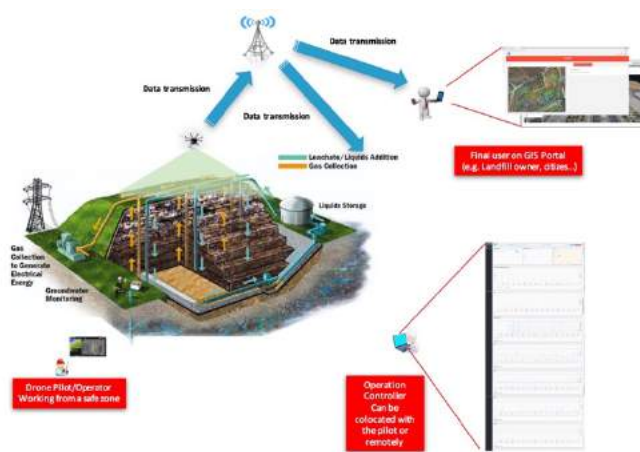 Data transmission
Data transmission
Data transmission
Leachate/Liquids Addition
Gas Collection
Liquids Storage
Gas
Collection
to Generate
Electrical
Energy
Groundwater
Monitoring
Final user on GIS Portal
(e.g. Landfill owner, citizes...)
Drone Pilot/Operator
Working from a safe zone
Operation
Controller
Can be
colocated with
the pilot or
remotely